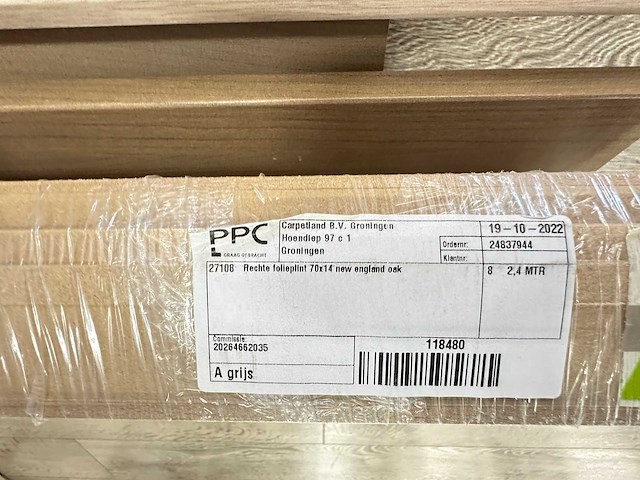 PPC
L GRAAG GEBRACHT
Carpetland B.V. Groningen
Hoendiep 97 c 1
Groningen
19-10-2022
Ordernr: 24837944
Klantnr:
27108 Rechte folieplint 70x14 new england oak 8 2,4 MTR
Commissie:
20264662035
A grijs
118480